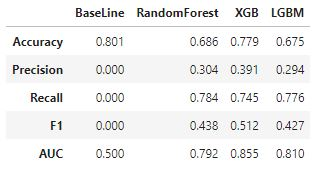 BaseLine RandomForest XGB LGBM
Accuracy 0.801 0.686 0.779 0.675
Precision 0.000 0.304 0.391 0.294
Recall 0.000 0.784 0.745 0.776
F1 0.000 0.438 0.512 0.427
AUC 0.500 0.792 0.855 0.810